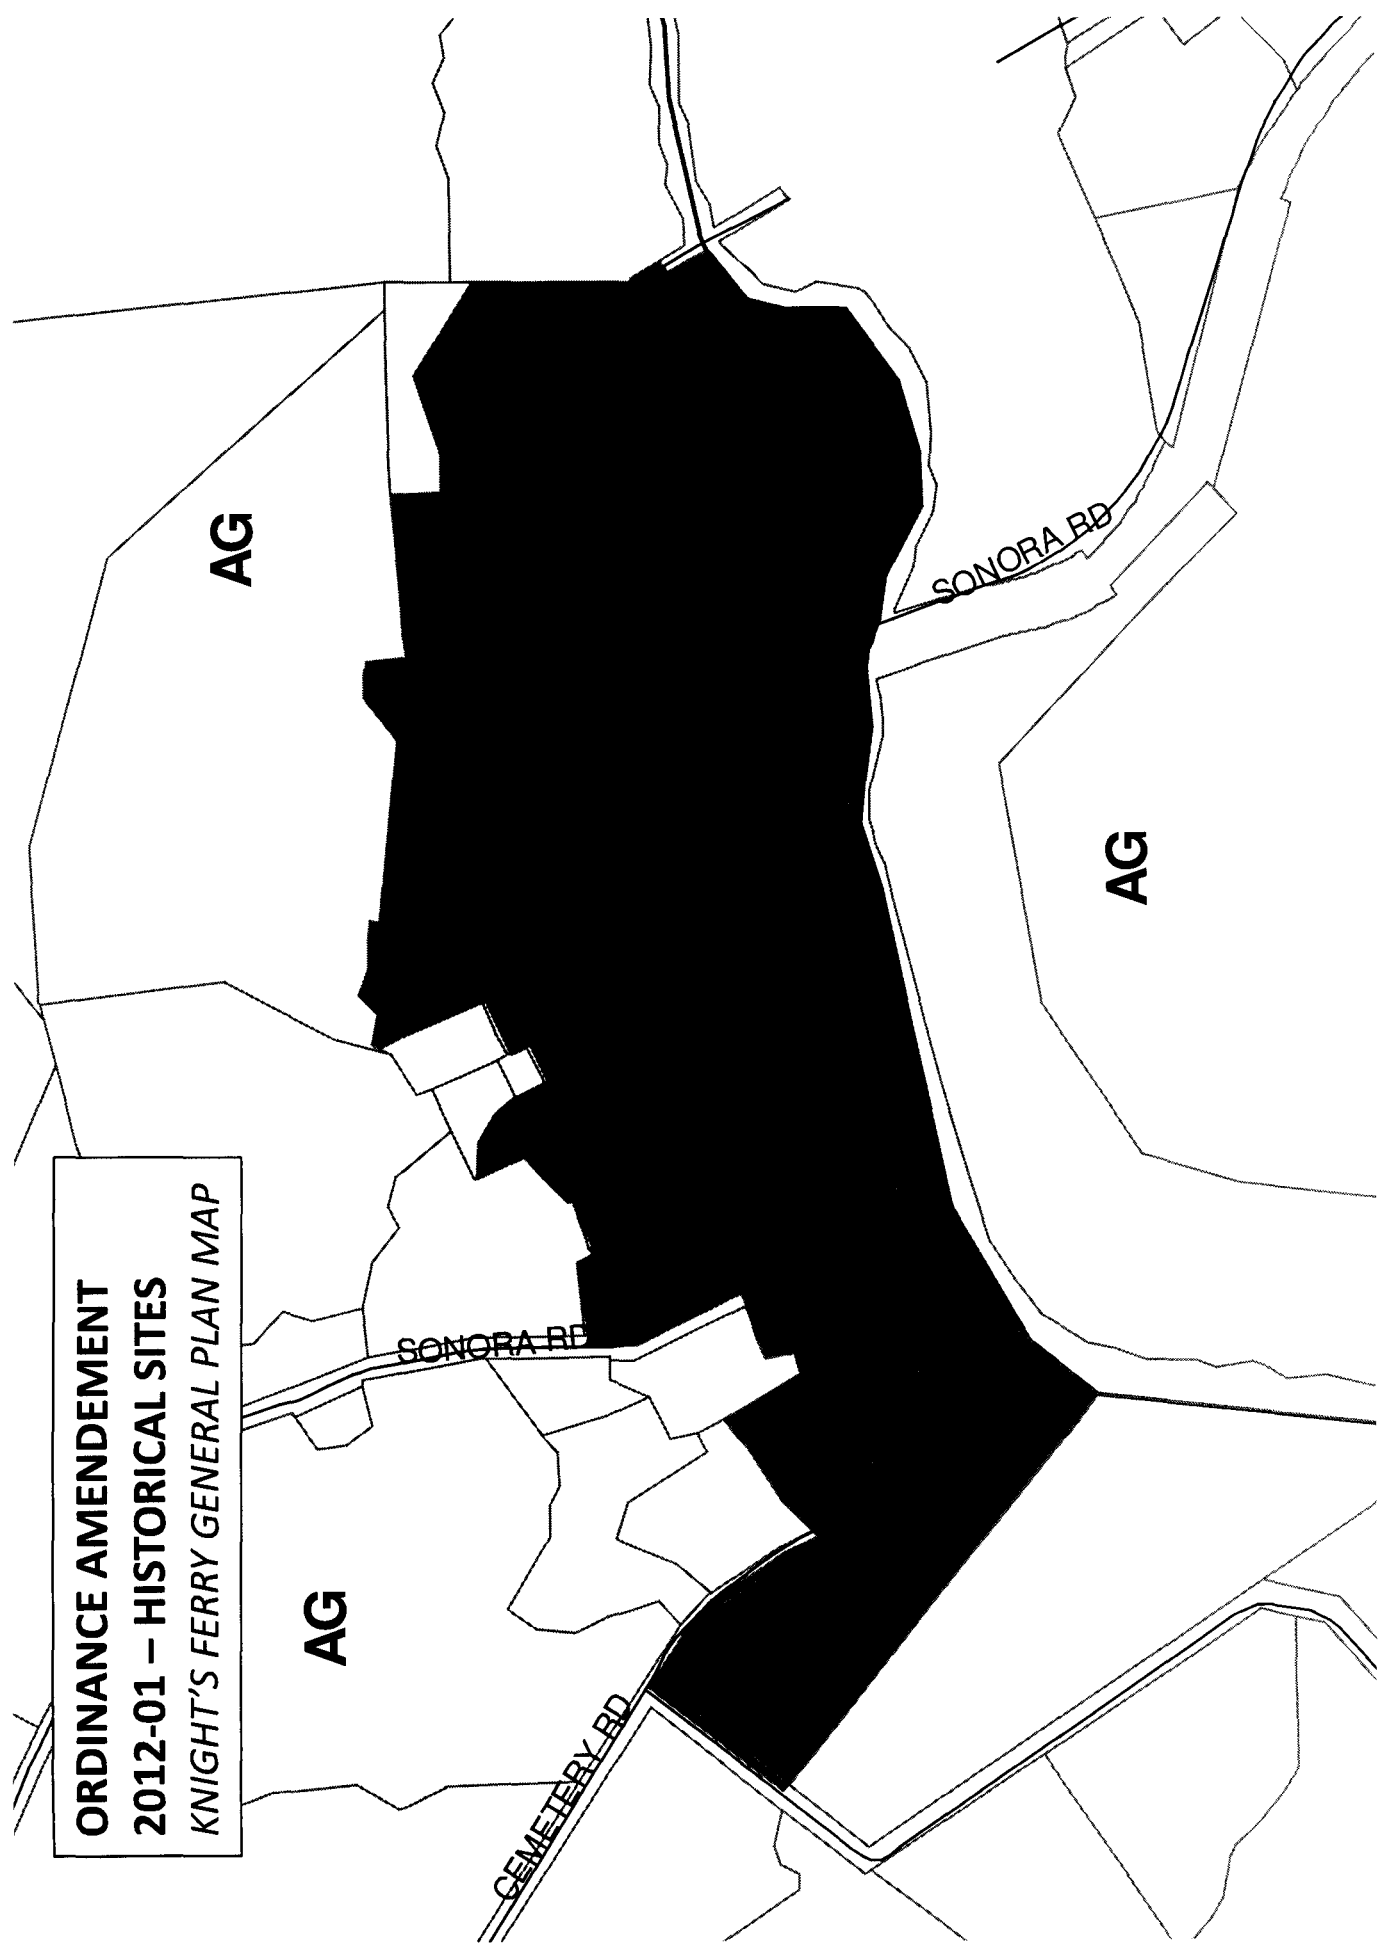 ORDINANCE AMENDEMENT
2012-01 – HISTORICAL SITES
KNIGHT'S FERRY GENERAL PLAN MAP
AG
SONORA RD
CEMETERY RD
AG
SONORA RD
AG